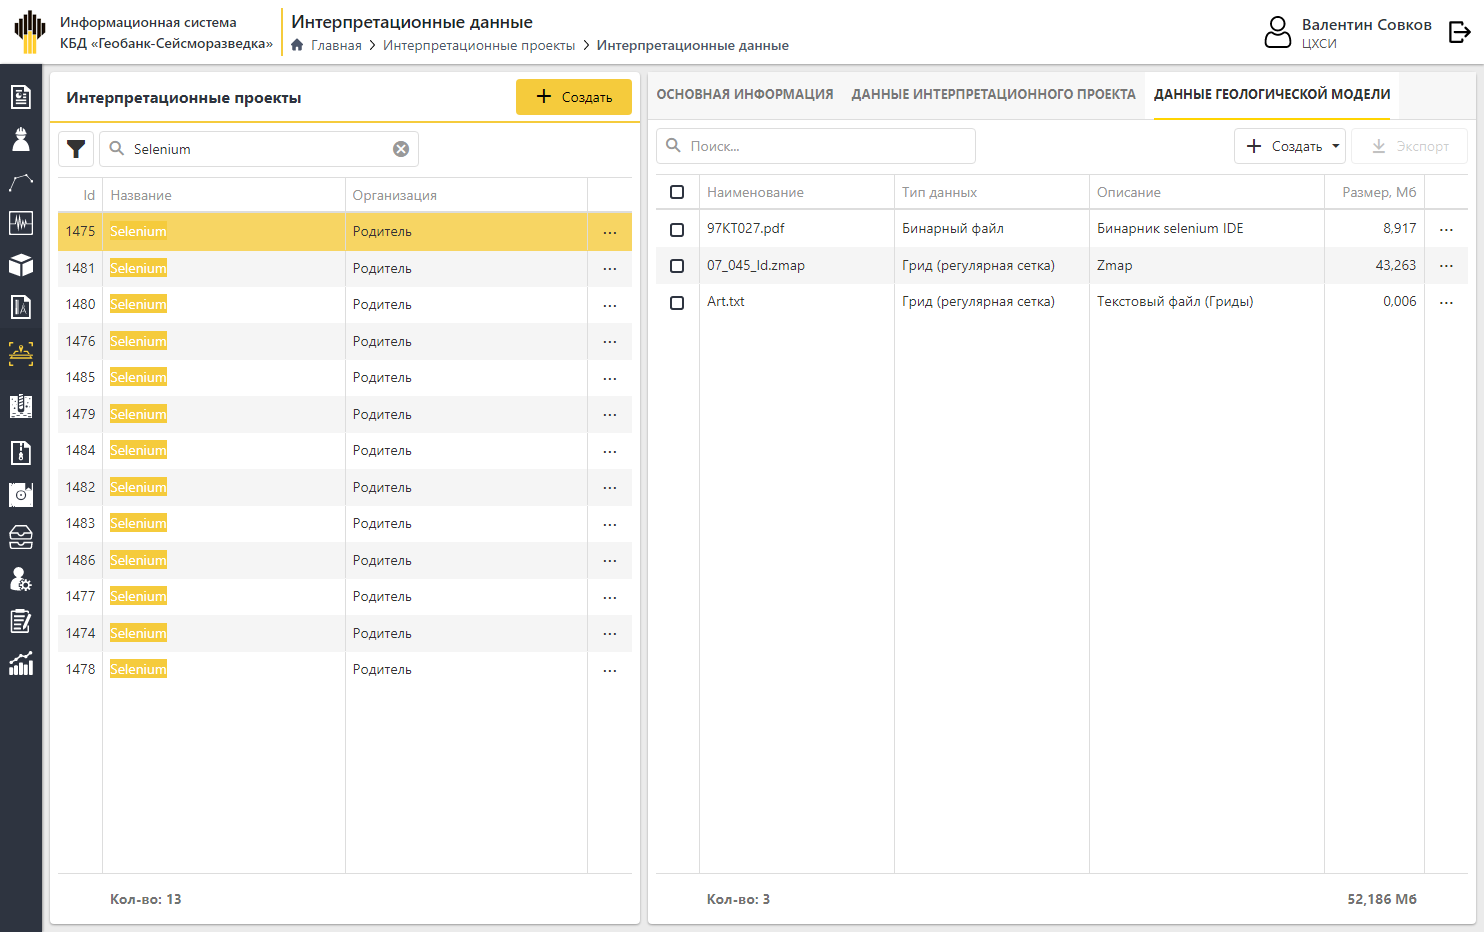 Информационная система
КБД «Геобанк-Сейсморазведка»
Интерпретационные данные
Главная > Интерпретационные проекты > Интерпретационные данные
Валентин Совков
ЦХСИ
Интерпретационные проекты
+ Создать
Selenium
Id Название Организация
1475 Selenium Родитель ...
1481 Selenium Родитель ...
1480 Selenium Родитель ...
1476 Selenium Родитель ...
1485 Selenium Родитель ...
1479 Selenium Родитель ...
1484 Selenium Родитель ...
1482 Selenium Родитель ...
1483 Selenium Родитель ...
1486 Selenium Родитель ...
1477 Selenium Родитель ...
1474 Selenium Родитель ...
1478 Selenium Родитель ...
Кол-во: 13
ОСНОВНАЯ ИНФОРМАЦИЯ ДАННЫЕ ИНТЕРПРЕТАЦИОННОГО ПРОЕКТА ДАННЫЕ ГЕОЛОГИЧЕСКОЙ МОДЕЛИ
Поиск... + Создать Экспорт
Наименование Тип данных Описание Размер, Мб
97КТ027.pdf Бинарный файл Бинарник selenium IDE 8,917 ...
07_045_ld.zmap Грид (регулярная сетка) Zmap 43,263 ...
Art.txt Грид (регулярная сетка) Текстовый файл (Гриды) 0,006 ...
Кол-во: 3 52,186 Мб